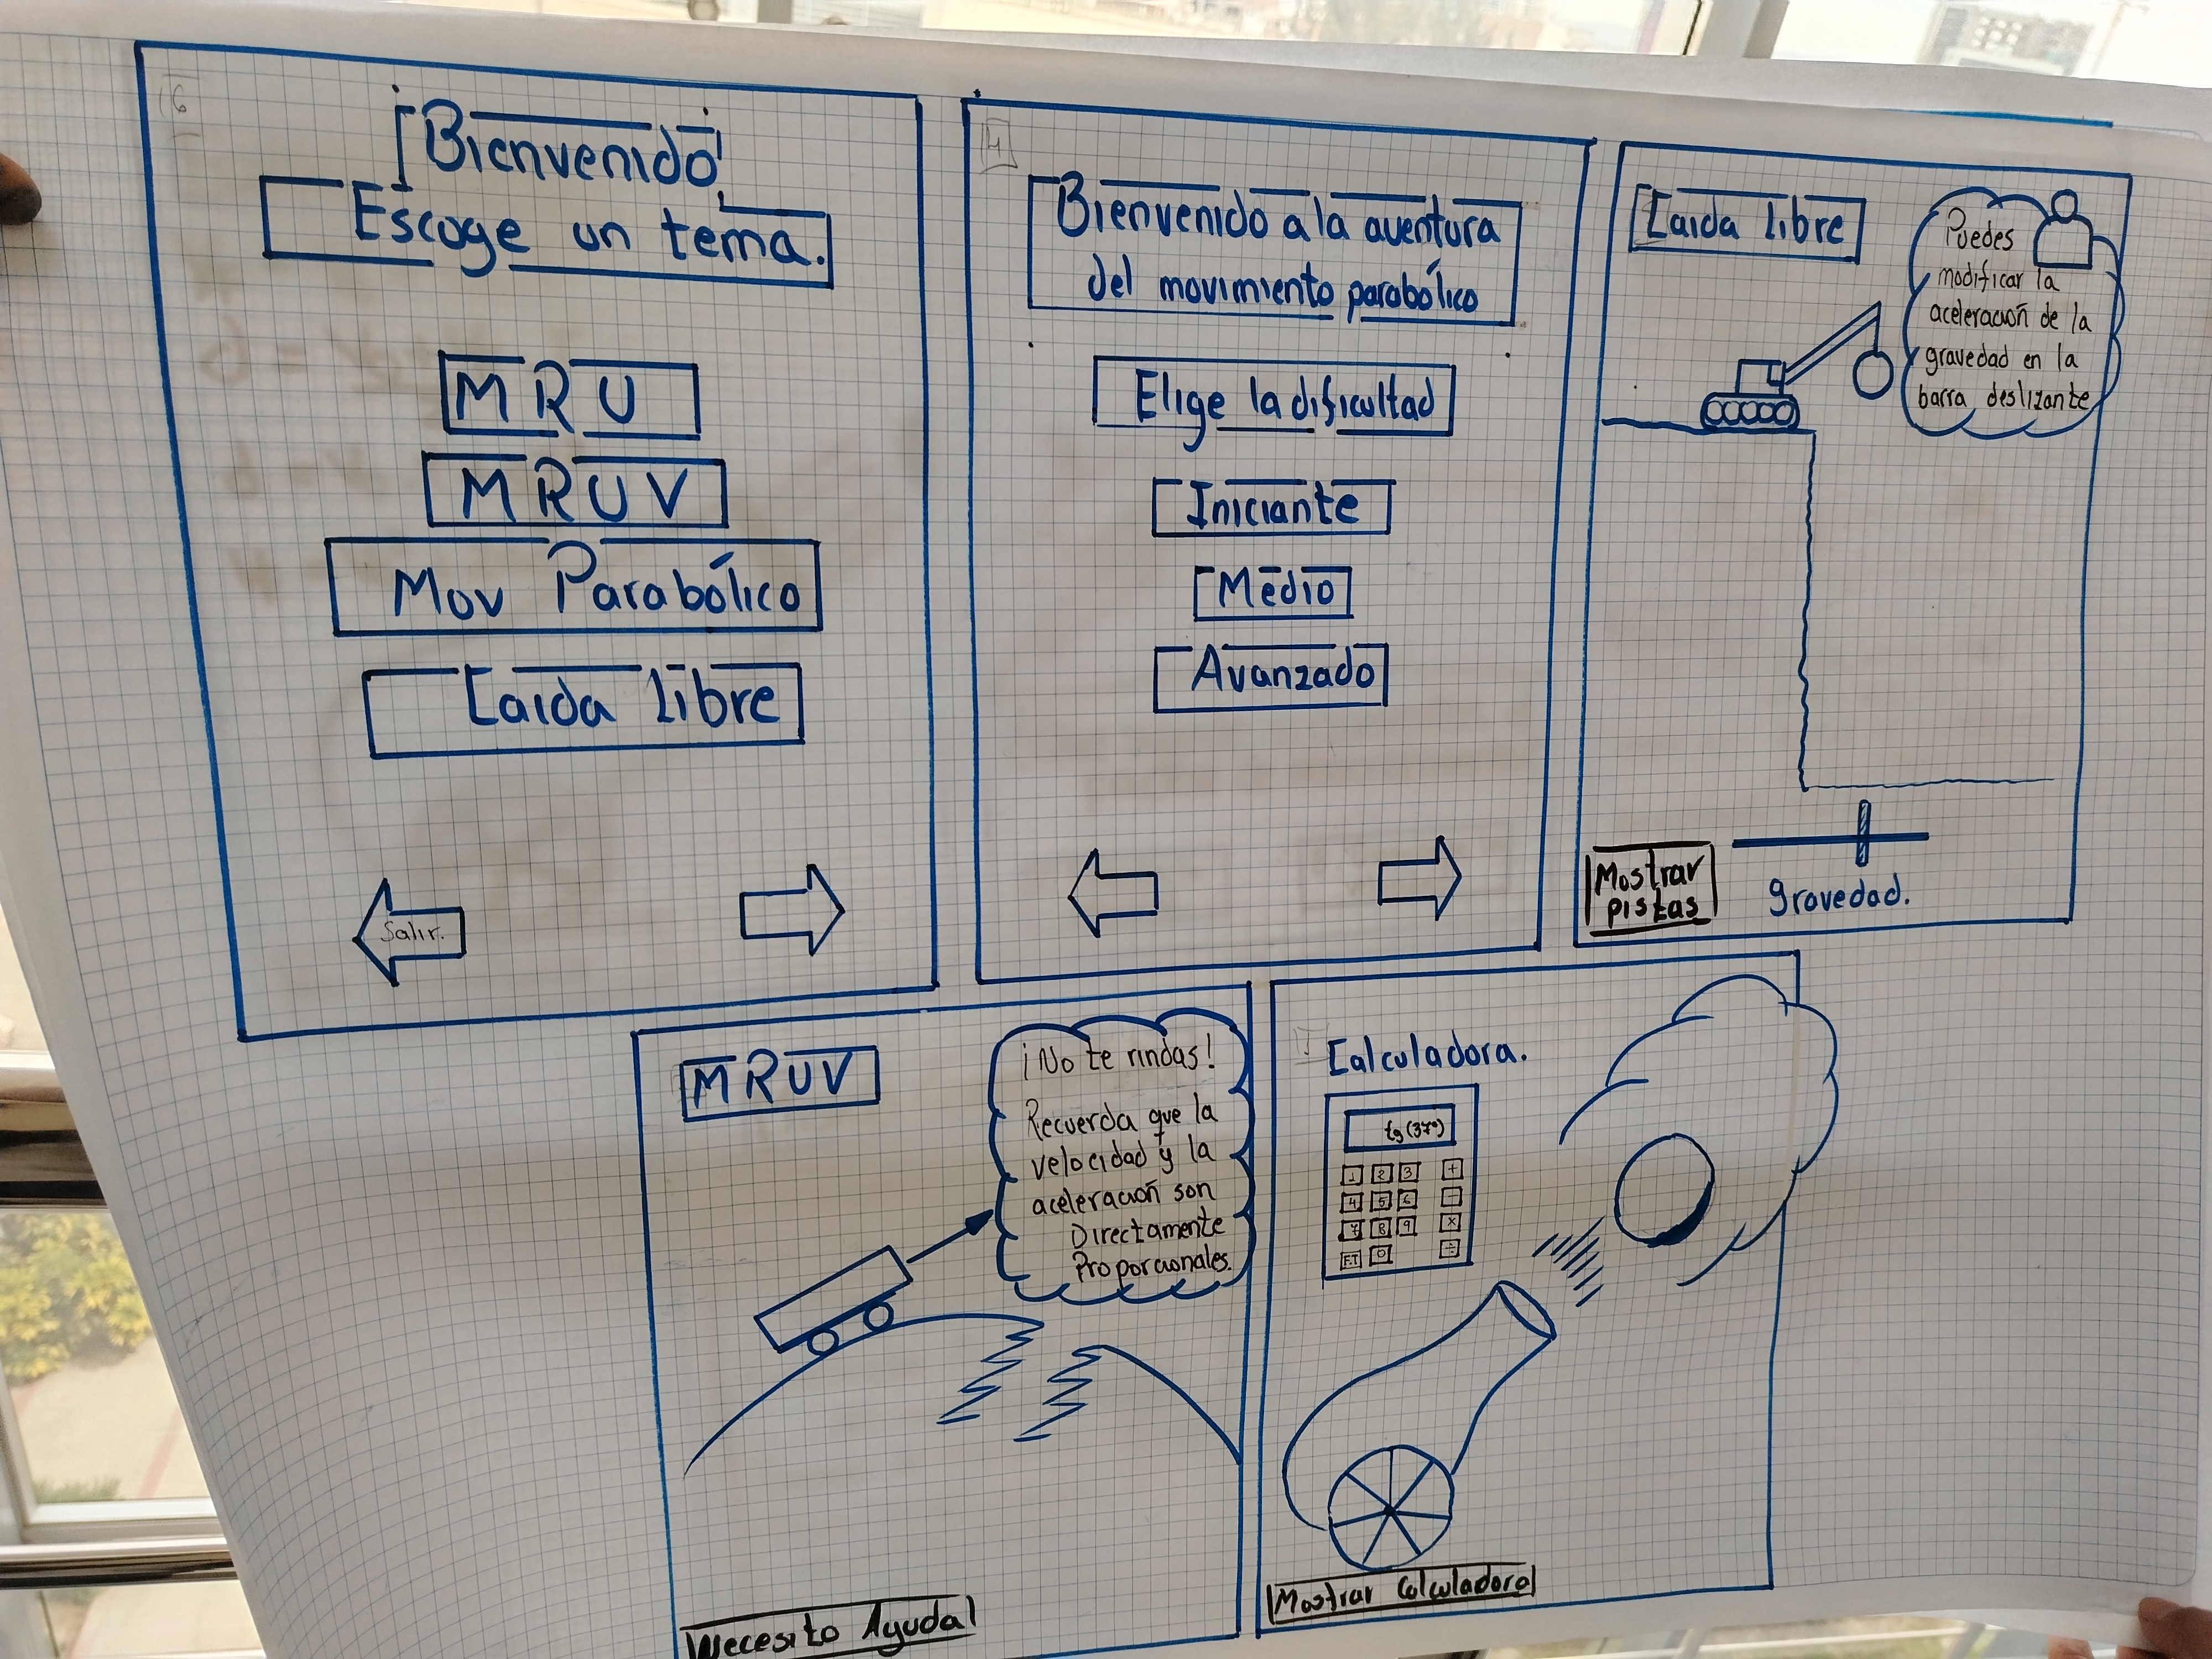 6
¡Bienvenido!
Escoge un tema.
MRU
MRUV
Mov Parabólico
Caida Libre
Salir.
4
Bienvenido a la aventura
del movimiento parabólico
Elige la dificultad
Iniciante
Medio
Avanzado
Caida Libre
Puedes
modificar la
aceleración de la
gravedad en la
barra deslizante
Mostrar
pistas
gravedad.
MRUV
¡No te rindas!
Recuerda que la
velocidad y la
aceleración son
Directamente
Proporcionales.
Necesito Ayuda
Calculadora.
tg(37º)
1 2 3 +
4 5 6 -
7 8 9 x
F.T 0 ÷
Mostrar Calculadora